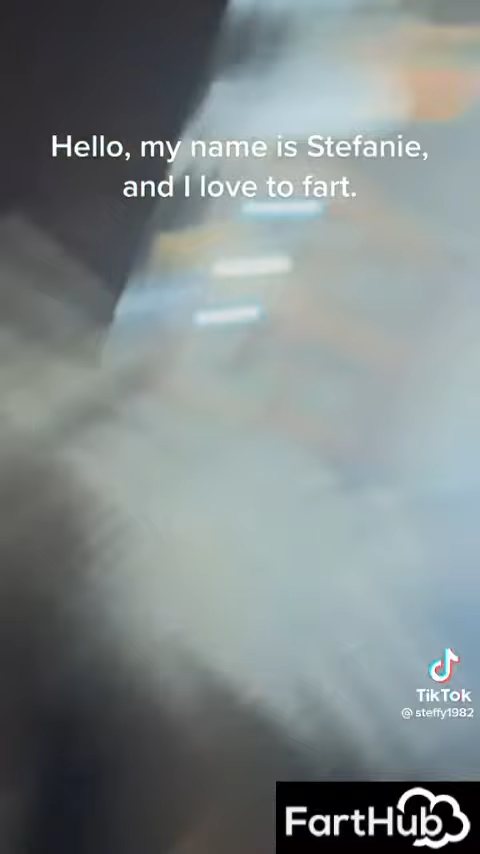 Hello, my name is Stefanie,
and I love to fart.
TikTok
@steffy1982
FartHub